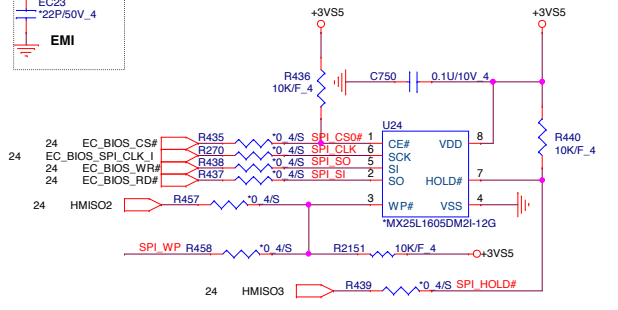 EC23
*22P/50V_4
EMI
+3VS5
+3VS5
R436
10K/F_4
C750
0.1U/10V_4
U24
24 EC_BIOS_CS# R435 *0_4/S SPI_CS0# 1 CE# VDD 8
24 EC_BIOS_SPI_CLK_I R270 *0_4/S SPI_CLK 6 SCK
24 EC_BIOS_WR# R438 *0_4/S SPI_SO 5 SI
24 EC_BIOS_RD# R437 *0_4/S SPI_SI 2 SO HOLD# 7
R440
10K/F_4
24 HMISO2 R457 *0_4/S 3 WP# VSS 4
*MX25L1605DM2I-12G
SPI_WP R458 *0_4/S R2151 10K/F_4 +3VS5
24 HMISO3 R439 *0_4/S SPI_HOLD#